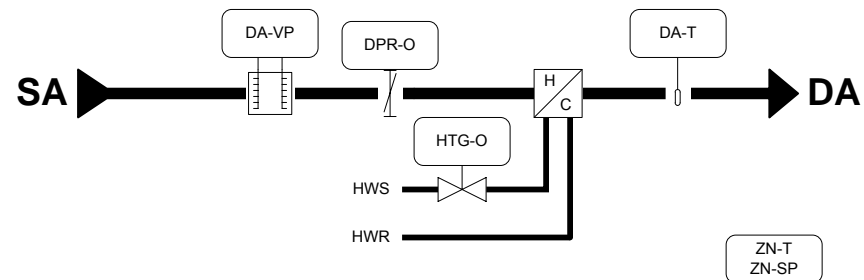 DA-VP
DPR-O
DA-T
SA
H
C
DA
HTG-O
HWS
HWR
ZN-T
ZN-SP